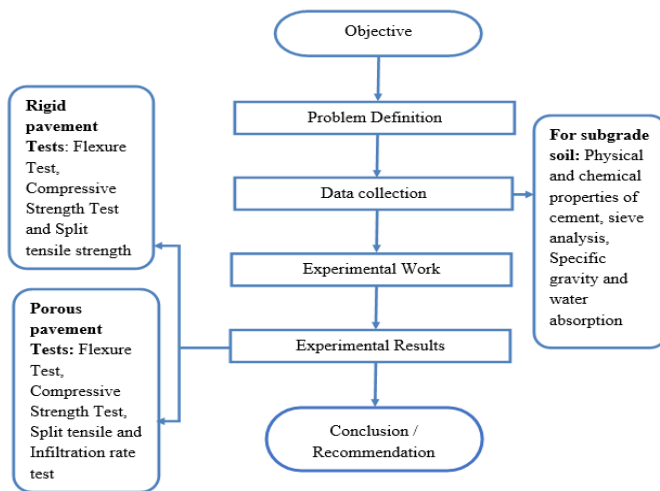 Objective
Rigid
pavement
Tests: Flexure
Test,
Compressive
Strength Test
and Split
tensile strength
Problem Definition
For subgrade
soil: Physical
and chemical
properties of
cement, sieve
analysis,
Specific
gravity and
water
absorption
Data collection
Experimental Work
Porous
pavement
Tests: Flexure
Test,
Compressive
Strength Test,
Split tensile and
Infiltration rate
test
Experimental Results
Conclusion /
Recommendation